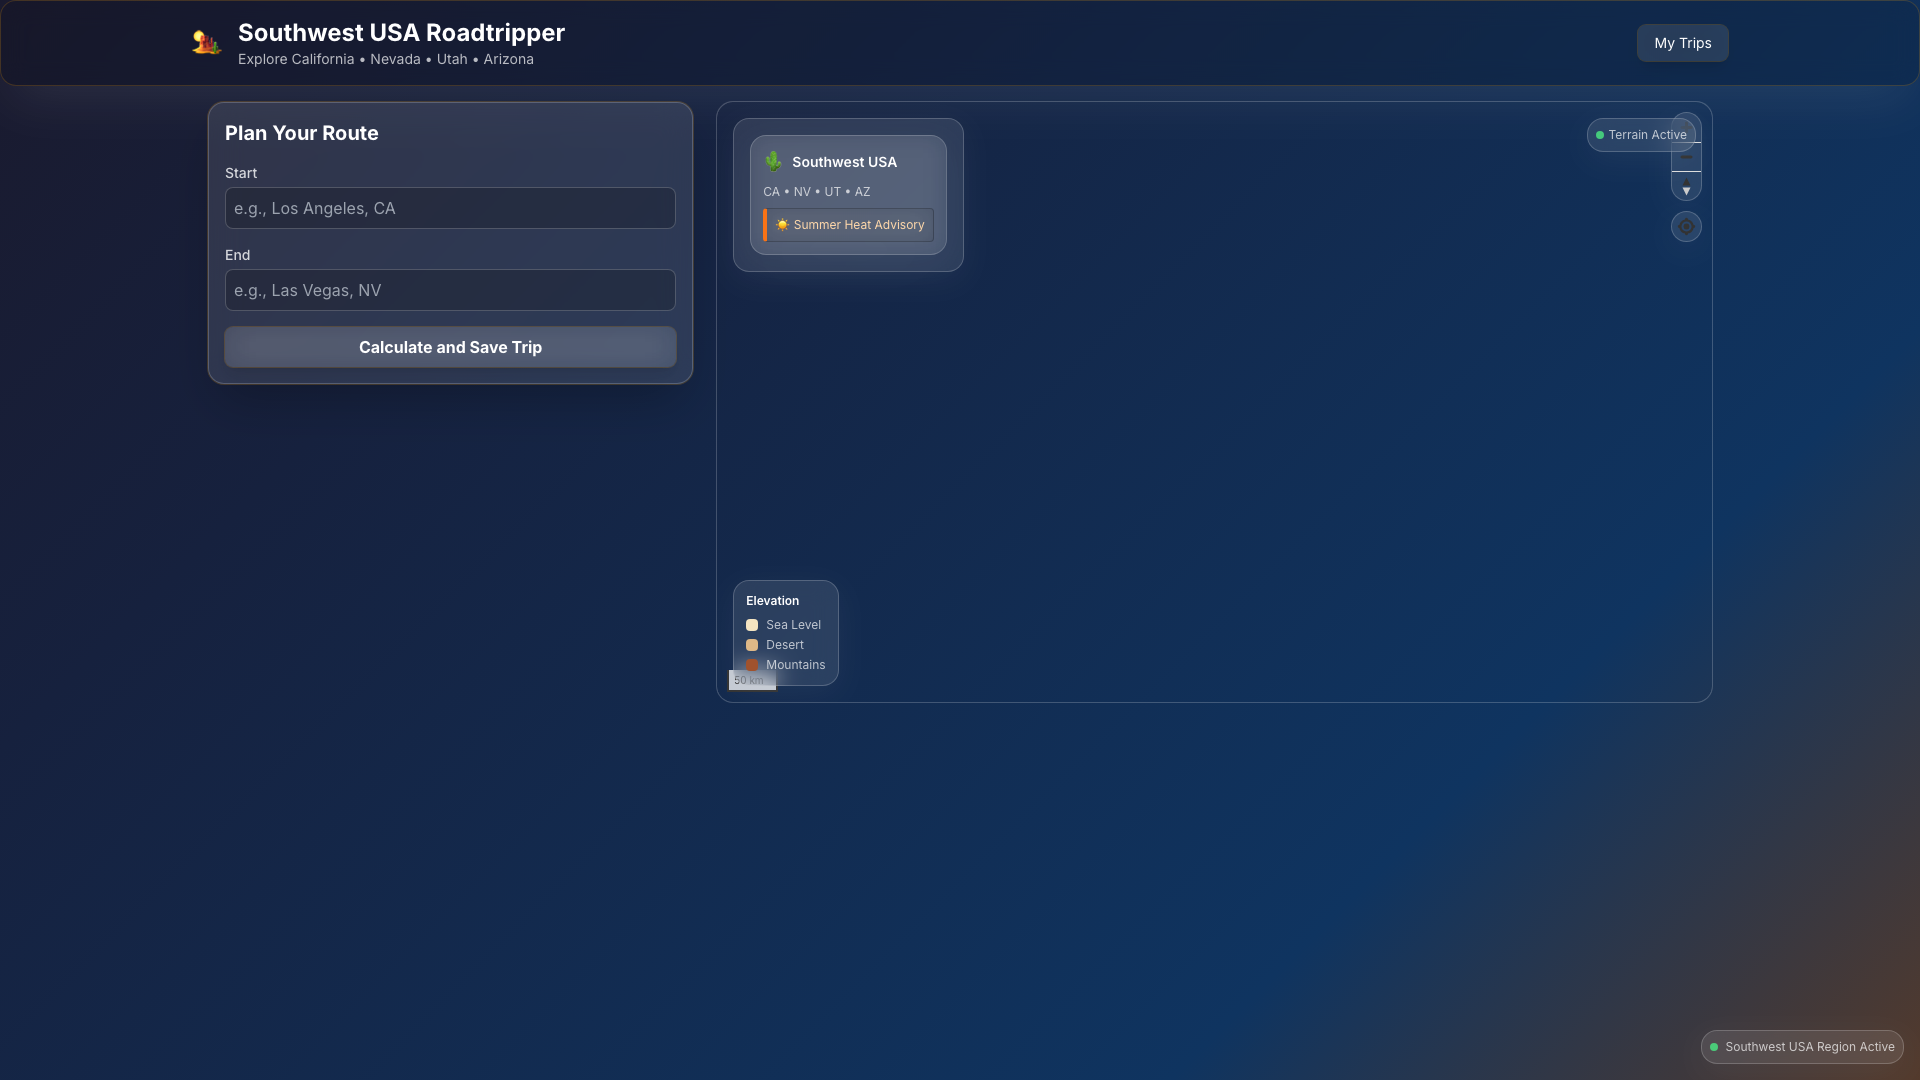 Southwest USA Roadtripper
Explore California • Nevada • Utah • Arizona
My Trips
Plan Your Route
Start
e.g., Los Angeles, CA
End
e.g., Las Vegas, NV
Calculate and Save Trip
Southwest USA
CA • NV • UT • AZ
Summer Heat Advisory
Terrain Active
Elevation
Sea Level
Desert
Mountains
50 km
Southwest USA Region Active